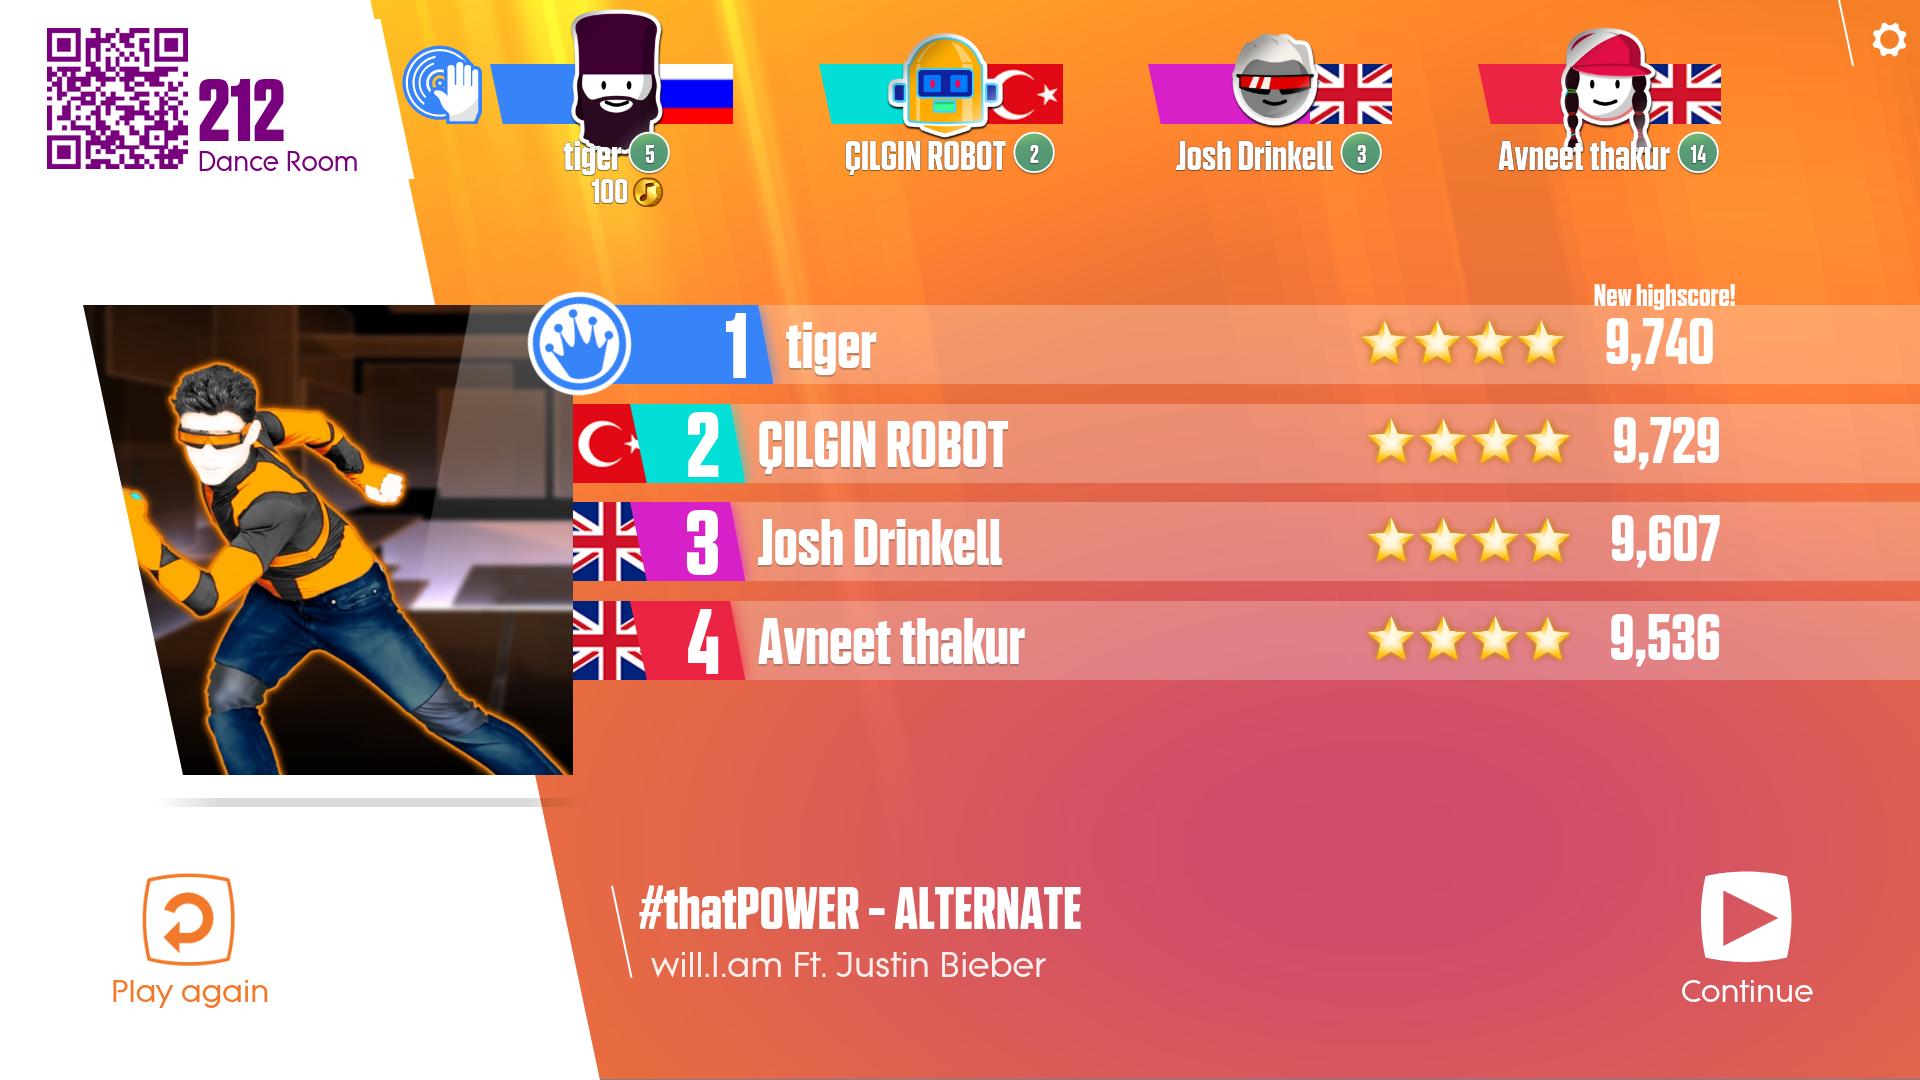 212
Dance Room
tiger 5
100
ÇILGIN ROBOT 2
Josh Drinkell 3
Avneet thakur 14
New highscore!
1 tiger 9,740
2 ÇILGIN ROBOT 9,729
3 Josh Drinkell 9,607
4 Avneet thakur 9,536
#thatPOWER - ALTERNATE
will.I.am Ft. Justin Bieber
Play again
Continue